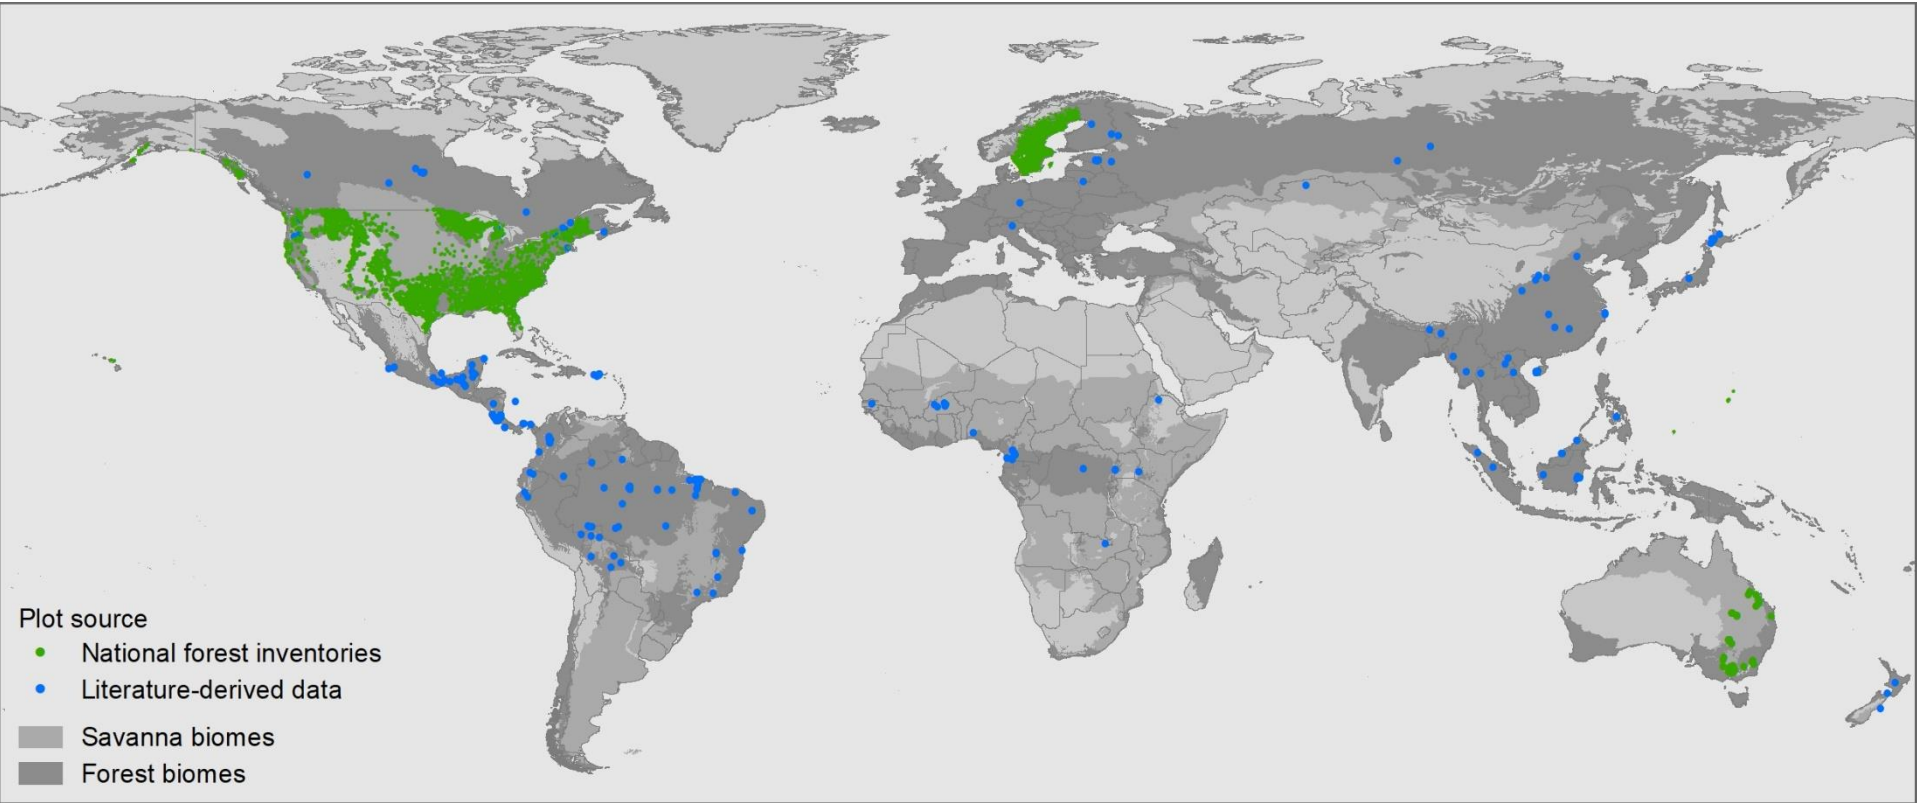 Plot source
National forest inventories
Literature-derived data
Savanna biomes
Forest biomes